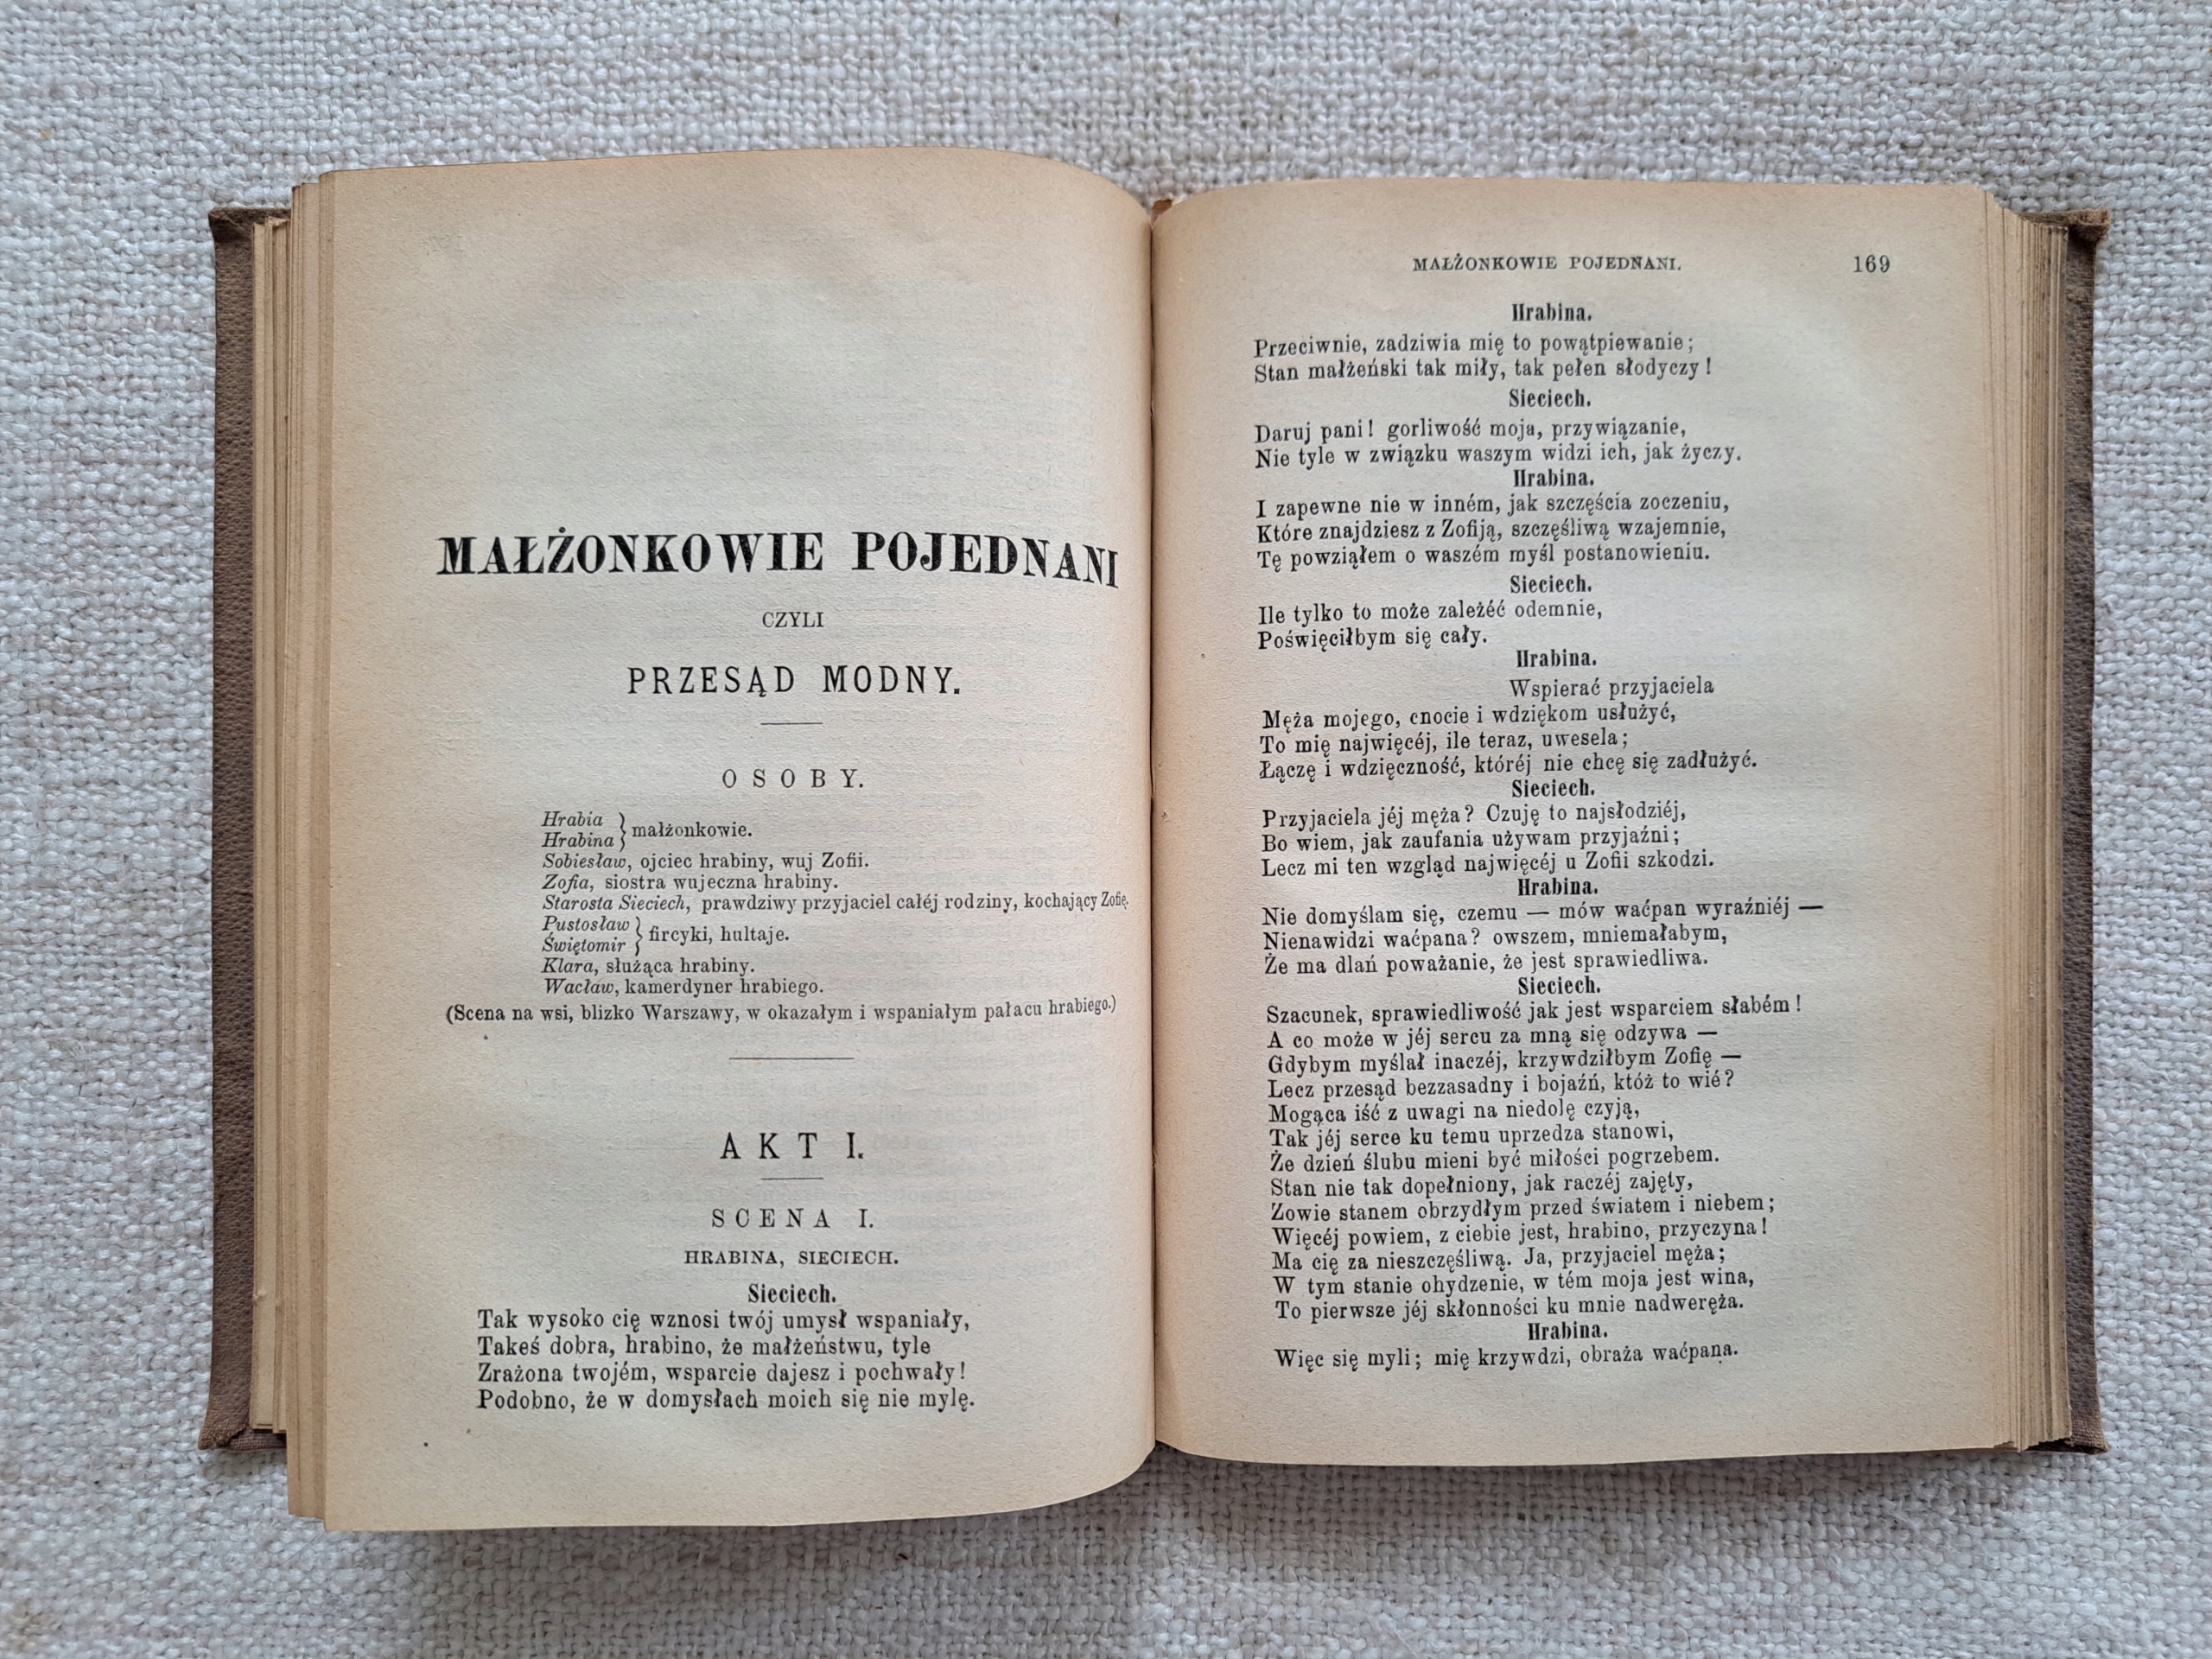 MAŁŻONKOWIE POJEDNANI
CZYLI
PRZESĄD MODNY.
OSOBY.
Hrabia
Hrabina } małżonkowie.
Sobiesław, ojciec hrabiny, wuj Zofii.
Zofia, siostra wujeczna hrabiny.
Starosta Sieciech, prawdziwy przyjaciel całéj rodziny, kochający Zofię.
Pustosław
Świętomir } fircyki, hultaje.
Klara, służąca hrabiny.
Wacław, kamerdyner hrabiego.
(Scena na wsi, blizko Warszawy, w okazałym i wspaniałym pałacu hrabiego.)
AKT I.
SCENA I.
HRABINA, SIECIECH.
Sieciech.
Tak wysoko cię wznosi twój umysł wspaniały,
Takeś dobra, hrabino, że małżeństwu, tyle
Zrażona twojém, wsparcie dajesz i pochwały!
Podobno, że w domysłach moich się nie mylę.
MAŁŻONKOWIE POJEDNANI. 169
Hrabina.
Przeciwnie, zadziwia mię to powątpiewanie;
Stan małżeński tak miły, tak pełen słodyczy!
Sieciech.
Daruj pani! gorliwość moja, przywiązanie,
Nie tyle w związku waszym widzi ich, jak życzy.
Hrabina.
I zapewne nie w inném, jak szczęścia zoczeniu,
Które znajdziesz z Zofiją, szczęśliwą wzajemnie,
Tę powziąłem o waszém myśl postanowieniu.
Sieciech.
Ile tylko to może zależéć odemnie,
Poświęciłbym się cały.
Hrabina.
Wspierać przyjaciela
Męża mojego, cnocie i wdziękom usłużyć,
To mię najwięcéj, ile teraz, uwesela;
Łączę i wdzięczność, któréj nie chcę się zadłużyć.
Sieciech.
Przyjaciela jéj męża? Czuję to najsłodziéj,
Bo wiem, jak zaufania używam przyjaźni;
Lecz mi ten wzgląd najwięcéj u Zofii szkodzi.
Hrabina.
Nie domyślam się, czemu — mów waćpan wyraźniéj —
Nienawidzi waćpana? owszem, mniemałabym,
Że ma dlań poważanie, że jest sprawiedliwa.
Sieciech.
Szacunek, sprawiedliwość jak jest wsparciem słabém!
A co może w jéj sercu za mną się odzywa —
Gdybym myślał inaczéj, krzywdziłbym Zofię —
Lecz przesąd bezzasadny i bojaźń, któż to wié?
Mogąca iść z uwagi na niedolę czyją,
Tak jéj serce ku temu uprzedza stanowi,
Że dzień ślubu mieni być miłości pogrzebem.
Stan nie tak dopełniony, jak raczéj zajęty,
Zowie stanem obrzydłym przed światem i niebem;
Więcéj powiem, z ciebie jest, hrabino, przyczyna!
Ma cię za nieszczęśliwą. Ja, przyjaciel męża;
W tym stanie ohydzenie, w tém moja jest wina,
To pierwsze jéj skłonności ku mnie nadweręża.
Hrabina.
Więc się myli; mię krzywdzi, obraża waćpana.